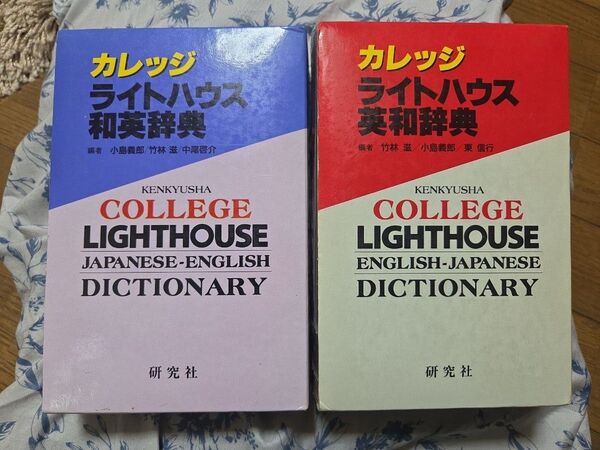 カレッジ
ライトハウス
和英辞典
編者 小島義郎/竹林 滋/中尾啓介
KENKYUSHA
COLLEGE
LIGHTHOUSE
JAPANESE-ENGLISH
DICTIONARY
研究社
カレッジ
ライトハウス
英和辞典
編者 竹林 滋/小島義郎/東 信行
KENKYUSHA
COLLEGE
LIGHTHOUSE
ENGLISH-JAPANESE
DICTIONARY
研究社